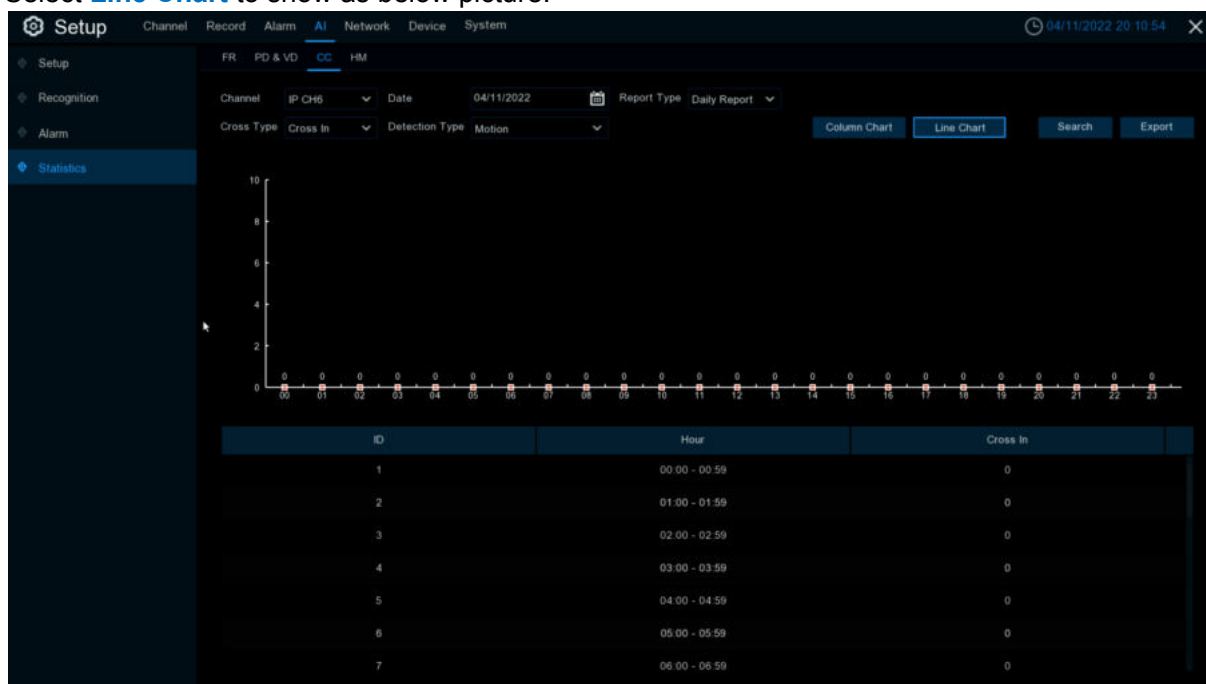 Select Line Chart to show as below picture.
Setup Channel Record Alarm AI Network Device System 04/11/2022 20:10:54
Setup
Recognition
Alarm
Statistics
FR PD & VD CC HM
Channel IP CH6 Date 04/11/2022 Report Type Daily Report
Cross Type Cross In Detection Type Motion Column Chart Line Chart Search Export
10
8
6
4
2
0
0 0 0 0 0 0 0 0 0 0 0 0 0 0 0 0 0 0 0 0 0 0 0 0
00 01 02 03 04 05 06 07 08 09 10 11 12 13 14 15 16 17 18 19 20 21 22 23
ID Hour Cross In
1 00:00 - 00:59 0
2 01:00 - 01:59 0
3 02:00 - 02:59 0
4 03:00 - 03:59 0
5 04:00 - 04:59 0
6 05:00 - 05:59 0
7 06:00 - 06:59 0